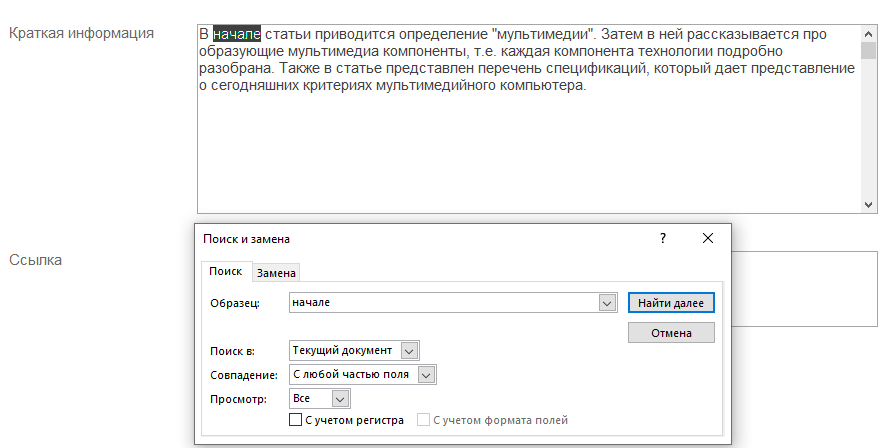 Краткая информация
В начале статьи приводится определение "мультимедии". Затем в ней рассказывается про
образующие мультимедиа компоненты, т.е. каждая компонента технологии подробно
разобрана. Также в статье представлен перечень спецификаций, который дает представление
о сегодняшних критериях мультимедийного компьютера.
Ссылка
Поиск и замена
?
Поиск
Замена
Образец:
начале
Найти далее
Отмена
Поиск в:
Текущий документ
Совпадение:
С любой частью поля
Просмотр:
Все
С учетом регистра
С учетом формата полей